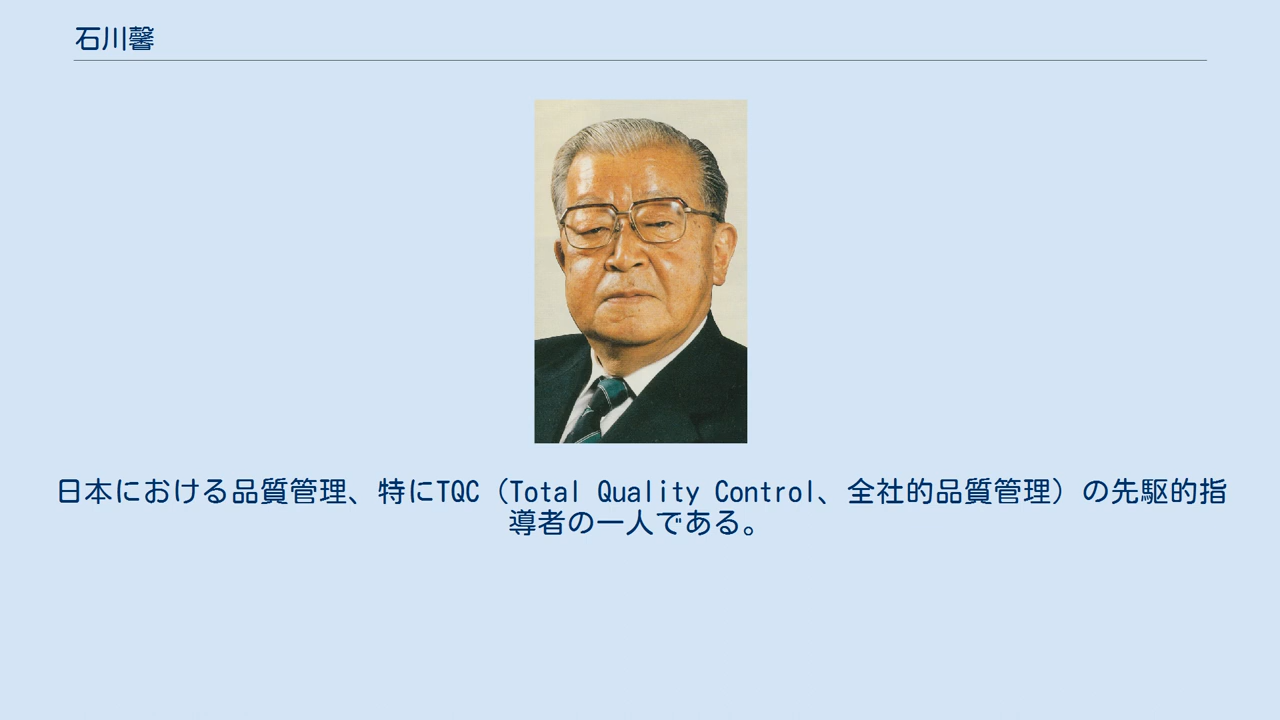 石川馨
日本における品質管理、特にTQC（Total Quality Control、全社的品質管理）の先駆的指
導者の一人である。